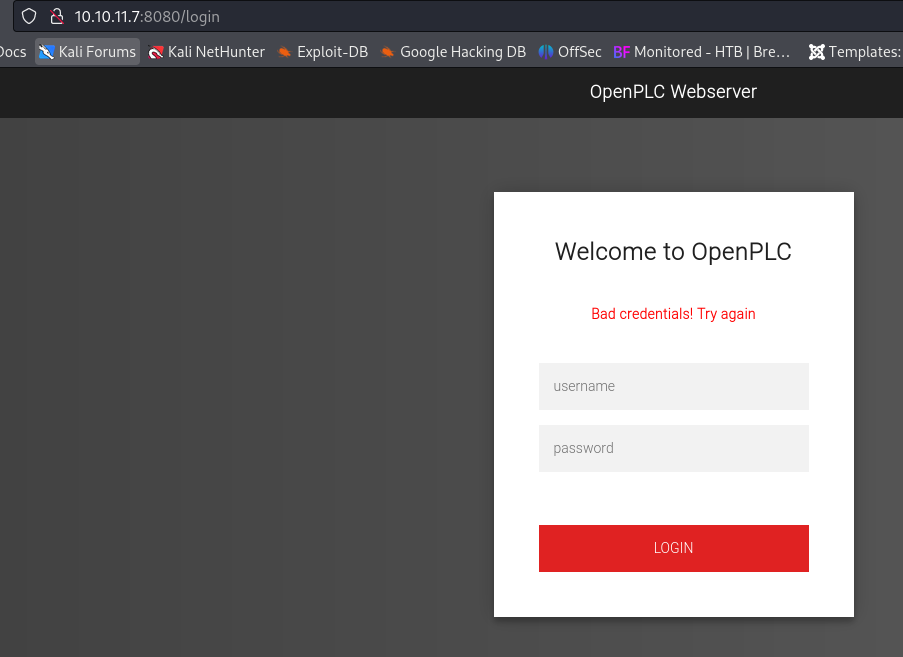 10.10.11.7:8080/login
Docs Kali Forums Kali NetHunter Exploit-DB Google Hacking DB OffSec BF Monitored - HTB | Bre... Templates:
OpenPLC Webserver
Welcome to OpenPLC
Bad credentials! Try again
username
password
LOGIN